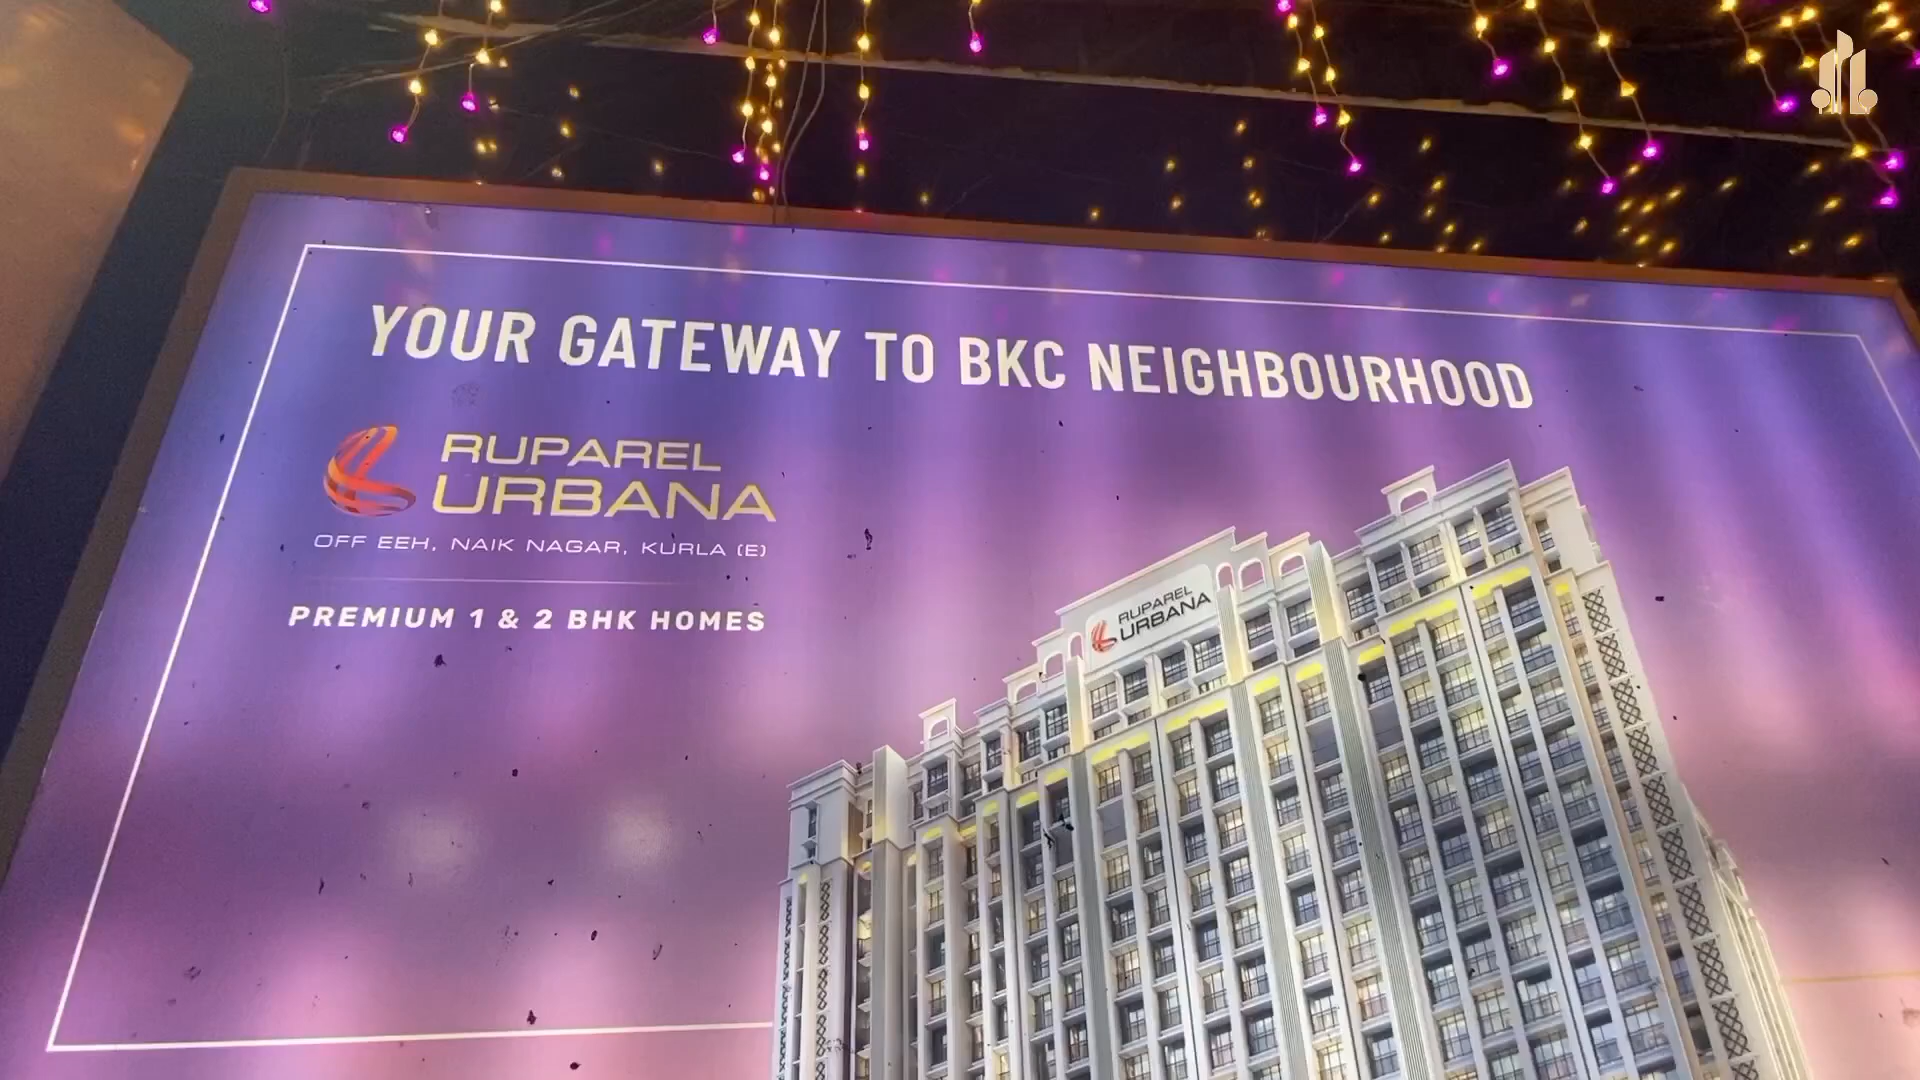 YOUR GATEWAY TO BKC NEIGHBOURHOOD
RUPAREL
URBANA
OFF EEH, NAIK NAGAR, KURLA (E)
PREMIUM 1 & 2 BHK HOMES
RUPAREL
URBANA